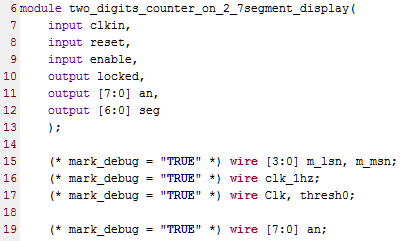 6 module two_digits_counter_on_2_7segment_display(
7 input clkin,
8 input reset,
9 input enable,
10 output locked,
11 output [7:0] an,
12 output [6:0] seg
13 );
14
15 (* mark_debug = "TRUE" *) wire [3:0] m_lsn, m_msn;
16 (* mark_debug = "TRUE" *) wire clk_1hz;
17 (* mark_debug = "TRUE" *) wire Clk, thresh0;
18
19 (* mark_debug = "TRUE" *) wire [7:0] an;